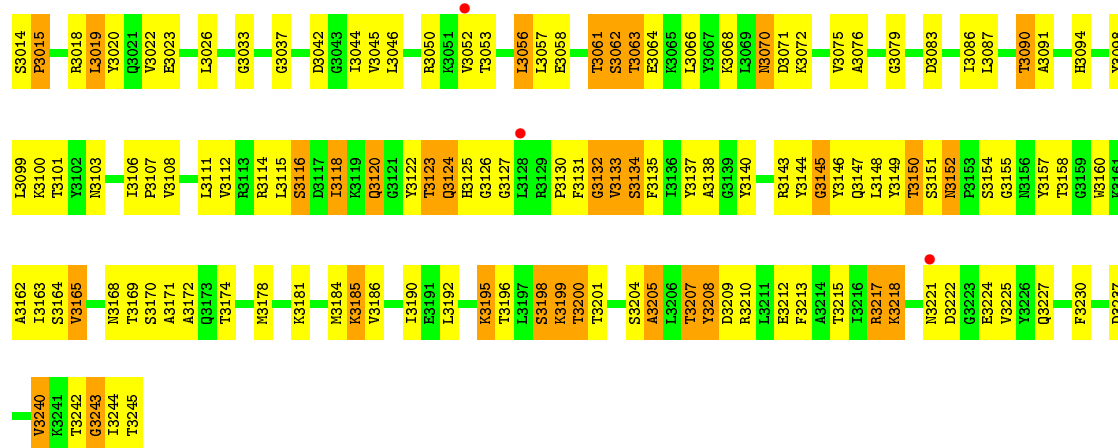 S3014 P3015 R3018 L3019 Y3020 Q3021 V3022 E3023 L3026 G3033 G3037 D3042 G3043 I3044 V3045 L3046 R3050 K3051 V3052 T3053 L3056 L3057 E3058 T3061 S3062 T3063 E3064 K3065 L3066 Y3067 K3068 L3069 N3070 D3071 K3072 V3075 A3076 G3079 D3083 I3086 L3087 T3090 A3091 H3094 Y3098
L3099 K3100 T3101 Y3102 N3103 I3106 P3107 V3108 L3111 V3112 R3113 R3114 L3115 S3116 D3117 I3118 K3119 Q3120 G3121 Y3122 T3123 Q3124 H3125 G3126 G3127 L3128 R3129 P3130 F3131 G3132 V3133 S3134 F3135 I3136 Y3137 A3138 G3139 Y3140 R3143 Y3144 G3145 Y3146 Q3147 L3148 Y3149 T3150 S3151 N3152 P3153 S3154 G3155 N3156 Y3157 T3158 G3159 W3160
A3162 I3163 S3164 V3165 N3168 T3169 S3170 A3171 A3172 Q3173 T3174 M3178 K3181 M3184 K3185 V3186 I3190 E3191 L3192 K3195 T3196 L3197 S3198 K3199 T3200 T3201 S3204 A3205 L3206 T3207 Y3208 D3209 R3210 L3211 E3212 F3213 A3214 T3215 I3216 R3217 K3218 N3221 D3222 G3223 E3224 V3225 Y3226 Q3227 F3230 D3237
V3240 K3241 T3242 G3243 I3244 T3245